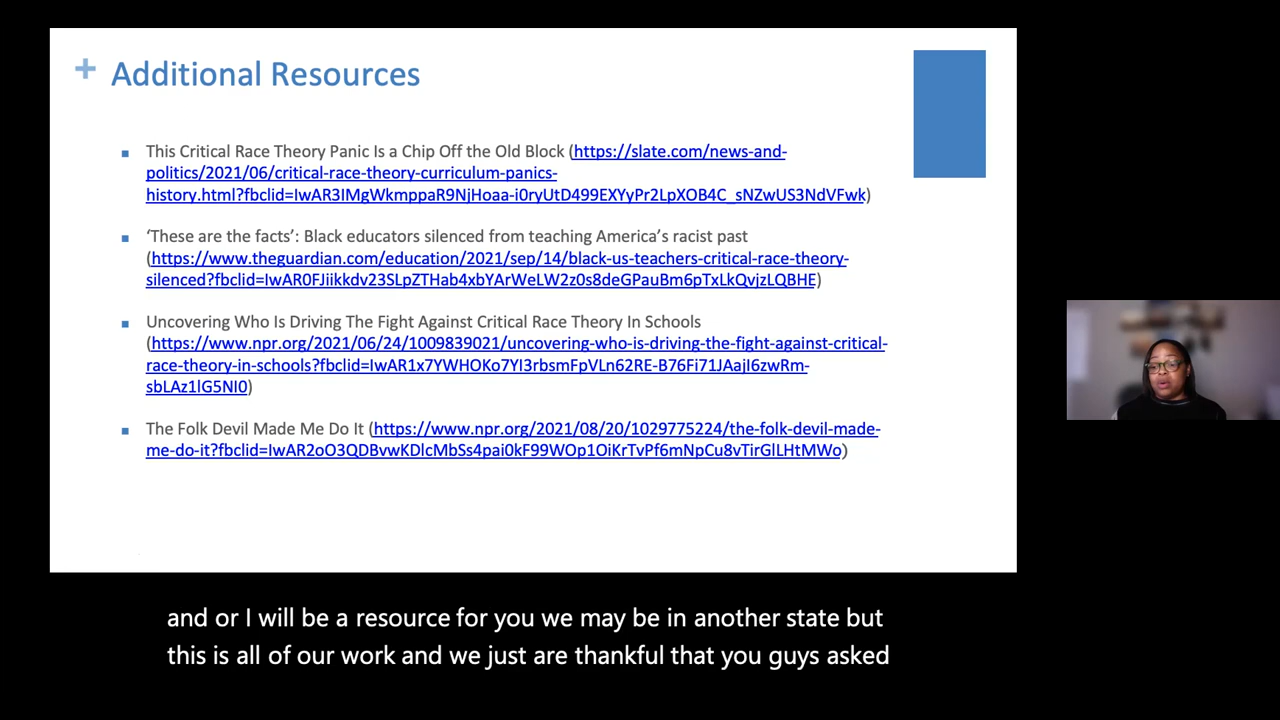 + Additional Resources
▪ This Critical Race Theory Panic Is a Chip Off the Old Block (https://slate.com/news-and-
politics/2021/06/critical-race-theory-curriculum-panics-
history.html?fbclid=IwAR3IMgWkmppaR9NjHoaa-i0ryUtD499EXYyPr2LpXOB4C_sNZwUS3NdVFwk)
▪ ‘These are the facts’: Black educators silenced from teaching America’s racist past
(https://www.theguardian.com/education/2021/sep/14/black-us-teachers-critical-race-theory-
silenced?fbclid=IwAR0FJiikkdv23SLpZTHab4xbYArWeLW2z0s8deGPauBm6pTxLkQvjzLQBHE)
▪ Uncovering Who Is Driving The Fight Against Critical Race Theory In Schools
(https://www.npr.org/2021/06/24/1009839021/uncovering-who-is-driving-the-fight-against-critical-
race-theory-in-schools?fbclid=IwAR1x7YWHOKo7YI3rbsmFpVLn62RE-B76Fi71JAajI6zwRm-
sbLAz1lG5NI0)
▪ The Folk Devil Made Me Do It (https://www.npr.org/2021/08/20/1029775224/the-folk-devil-made-
me-do-it?fbclid=IwAR2oO3QDBvwKDlcMbSs4pai0kF99WOp1OiKrTvPf6mNpCu8vTirGlLHtMWo)
and or I will be a resource for you we may be in another state but
this is all of our work and we just are thankful that you guys asked